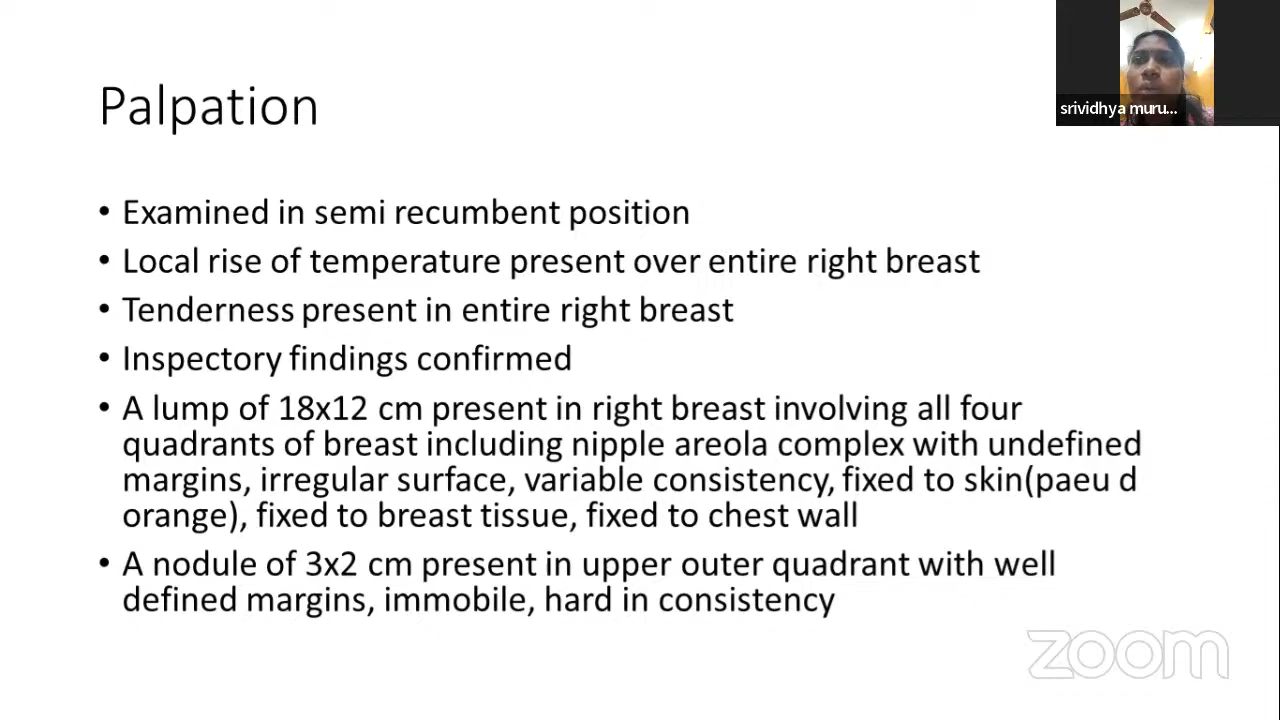 Palpation
srividhya muru...
• Examined in semi recumbent position
• Local rise of temperature present over entire right breast
• Tenderness present in entire right breast
• Inspectory findings confirmed
• A lump of 18x12 cm present in right breast involving all four
quadrants of breast including nipple areola complex with undefined
margins, irregular surface, variable consistency, fixed to skin(paeu d
orange), fixed to breast tissue, fixed to chest wall
• A nodule of 3x2 cm present in upper outer quadrant with well
defined margins, immobile, hard in consistency
zoom